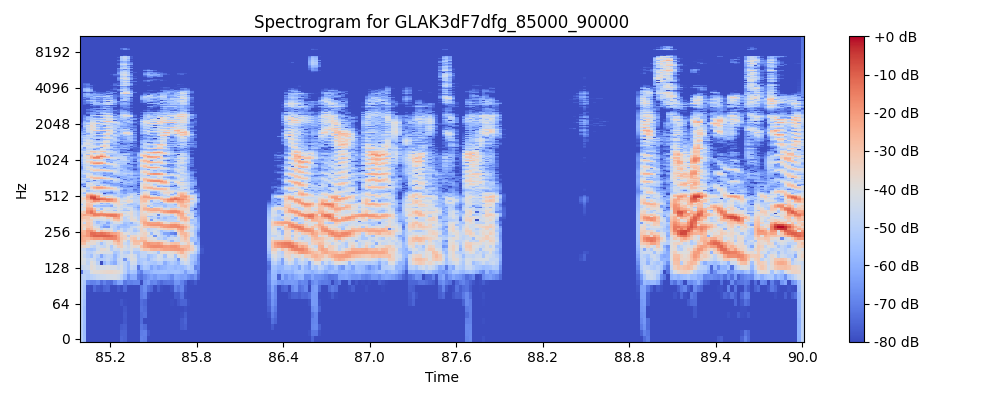 Spectrogram for GLAK3dF7dfg_85000_90000
8192
4096
2048
1024
512
256
128
64
0
Hz
85.2 85.8 86.4 87.0 87.6 88.2 88.8 89.4 90.0
Time
+0 dB
-10 dB
-20 dB
-30 dB
-40 dB
-50 dB
-60 dB
-70 dB
-80 dB